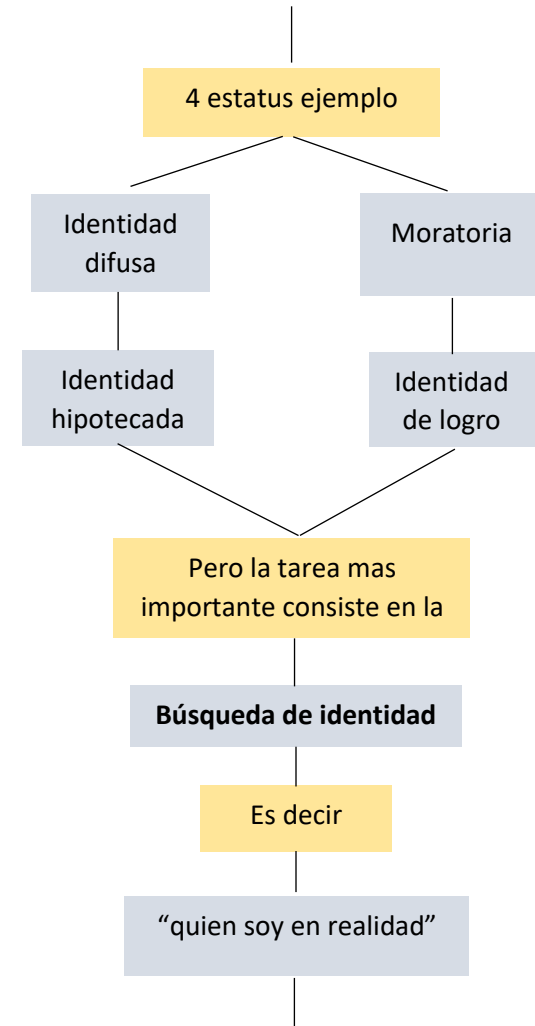 4 estatus ejemplo
Identidad
difusa
Moratoria
Identidad
hipotecada
Identidad
de logro
Pero la tarea mas
importante consiste en la
Búsqueda de identidad
Es decir
“quien soy en realidad”